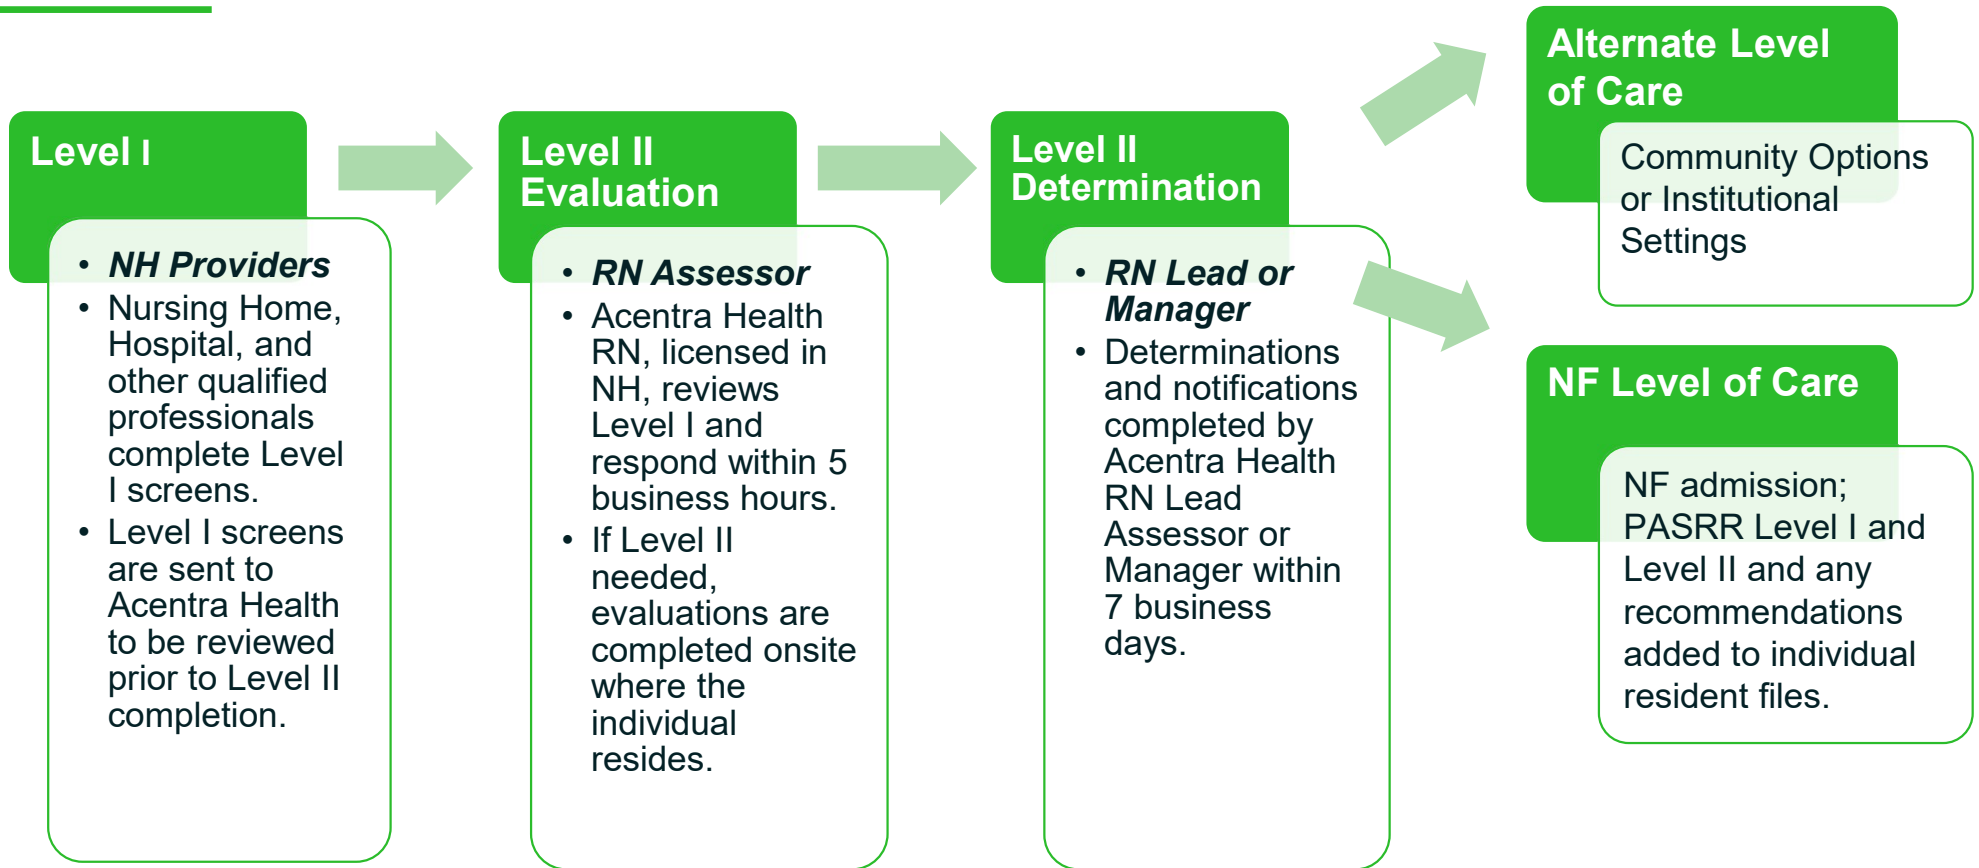 Level I
• NH Providers
• Nursing Home,
Hospital, and
other qualified
professionals
complete Level
I screens.
• Level I screens
are sent to
Acentra Health
to be reviewed
prior to Level II
completion.
Level II
Evaluation
• RN Assessor
• Acentra Health
RN, licensed in
NH, reviews
Level I and
respond within 5
business hours.
• If Level II
needed,
evaluations are
completed onsite
where the
individual
resides.
Level II
Determination
• RN Lead or
Manager
• Determinations
and notifications
completed by
Acentra Health
RN Lead
Assessor or
Manager within
7 business
days.
Alternate Level
of Care
Community Options
or Institutional
Settings
NF Level of Care
NF admission;
PASRR Level I and
Level II and any
recommendations
added to individual
resident files.